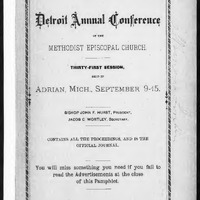 Detroit Annual Conference
OF THE
METHODIST EPISCOPAL CHURCH
THIRTY-FIRST SESSION,
HELD AT
ADRIAN, MICH., SEPTEMBER 9-15.
BISHOP JOHN F. HURST, PRESIDENT,
JACOB C. WORTLEY, SECRETARY.
CONTAINS ALL THE PROCEEDINGS, AND IS THE
OFFICIAL JOURNAL.
You will miss something you need if you fail to
read the Advertisements at the close
of this Pamphlet.